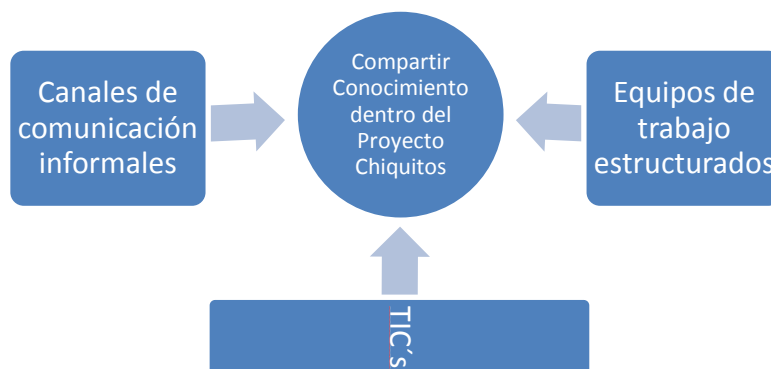 Canales de
comunicación
informales
Compartir
Conocimiento
dentro del
Proyecto
Chiquitos
Equipos de
trabajo
estructurados
TIC´s